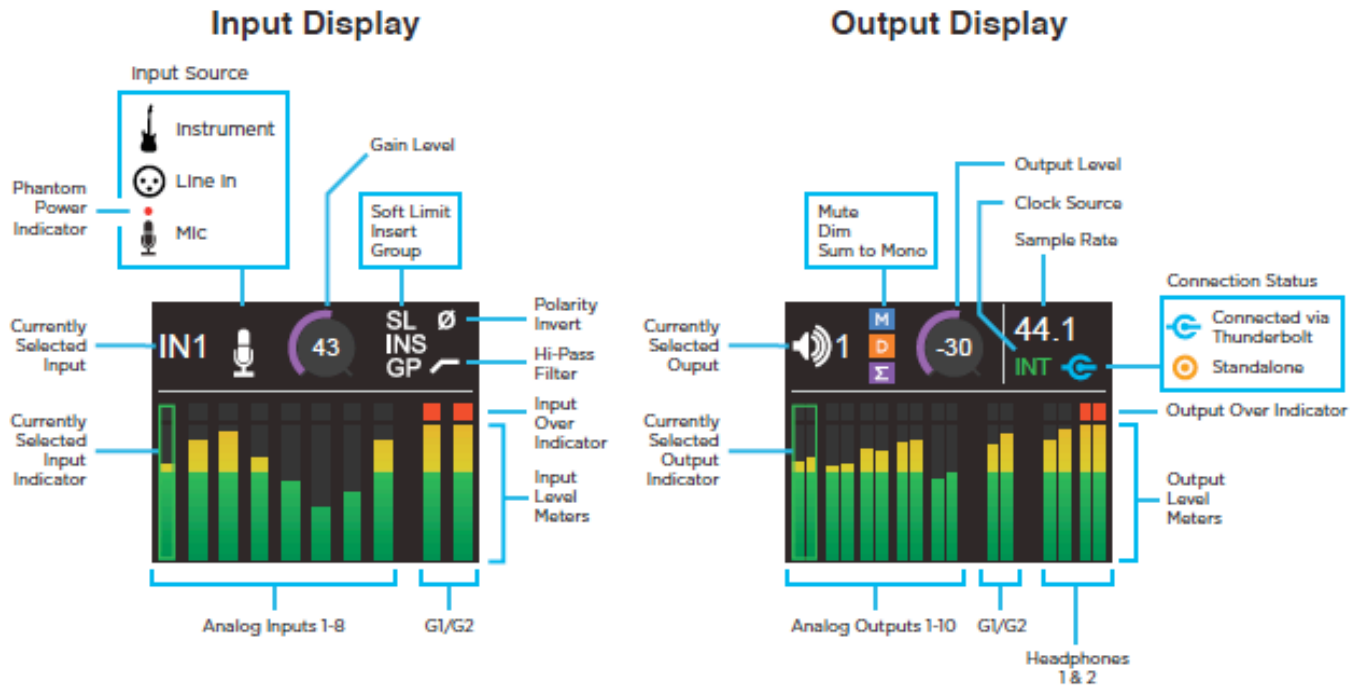 Input Display
Input Source
Instrument
Line In
Mic
Phantom
Power
Indicator
Gain Level
Soft Limit
Insert
Group
Currently
Selected
Input
IN1
43
SL Ø
INS
GP
Polarity
Invert
Hi-Pass
Filter
Currently
Selected
Input
Indicator
Input
Over
Indicator
Input
Level
Meters
Analog Inputs 1-8
G1/G2
Output Display
Output Level
Clock Source
Sample Rate
Mute
Dim
Sum to Mono
Connection Status
Connected via
Thunderbolt
Standalone
Currently
Selected
Ouput
1
M
D
Σ
-30
44.1
INT
Currently
Selected
Output
Indicator
Output Over Indicator
Output
Level
Meters
Analog Outputs 1-10
G1/G2
Headphones
1 & 2